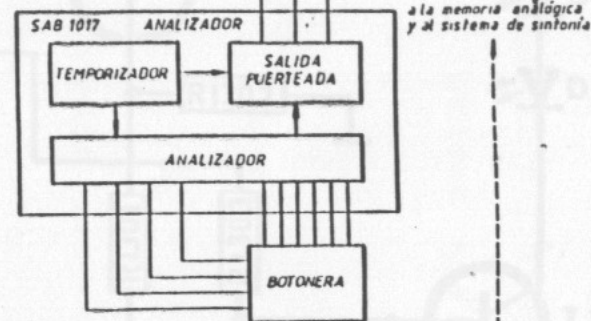 a la memoria analógica
y al sistema de sintonía
SAB 1017 ANALIZADOR
TEMPORIZADOR
SALIDA
PUERTEADA
ANALIZADOR
BOTONERA